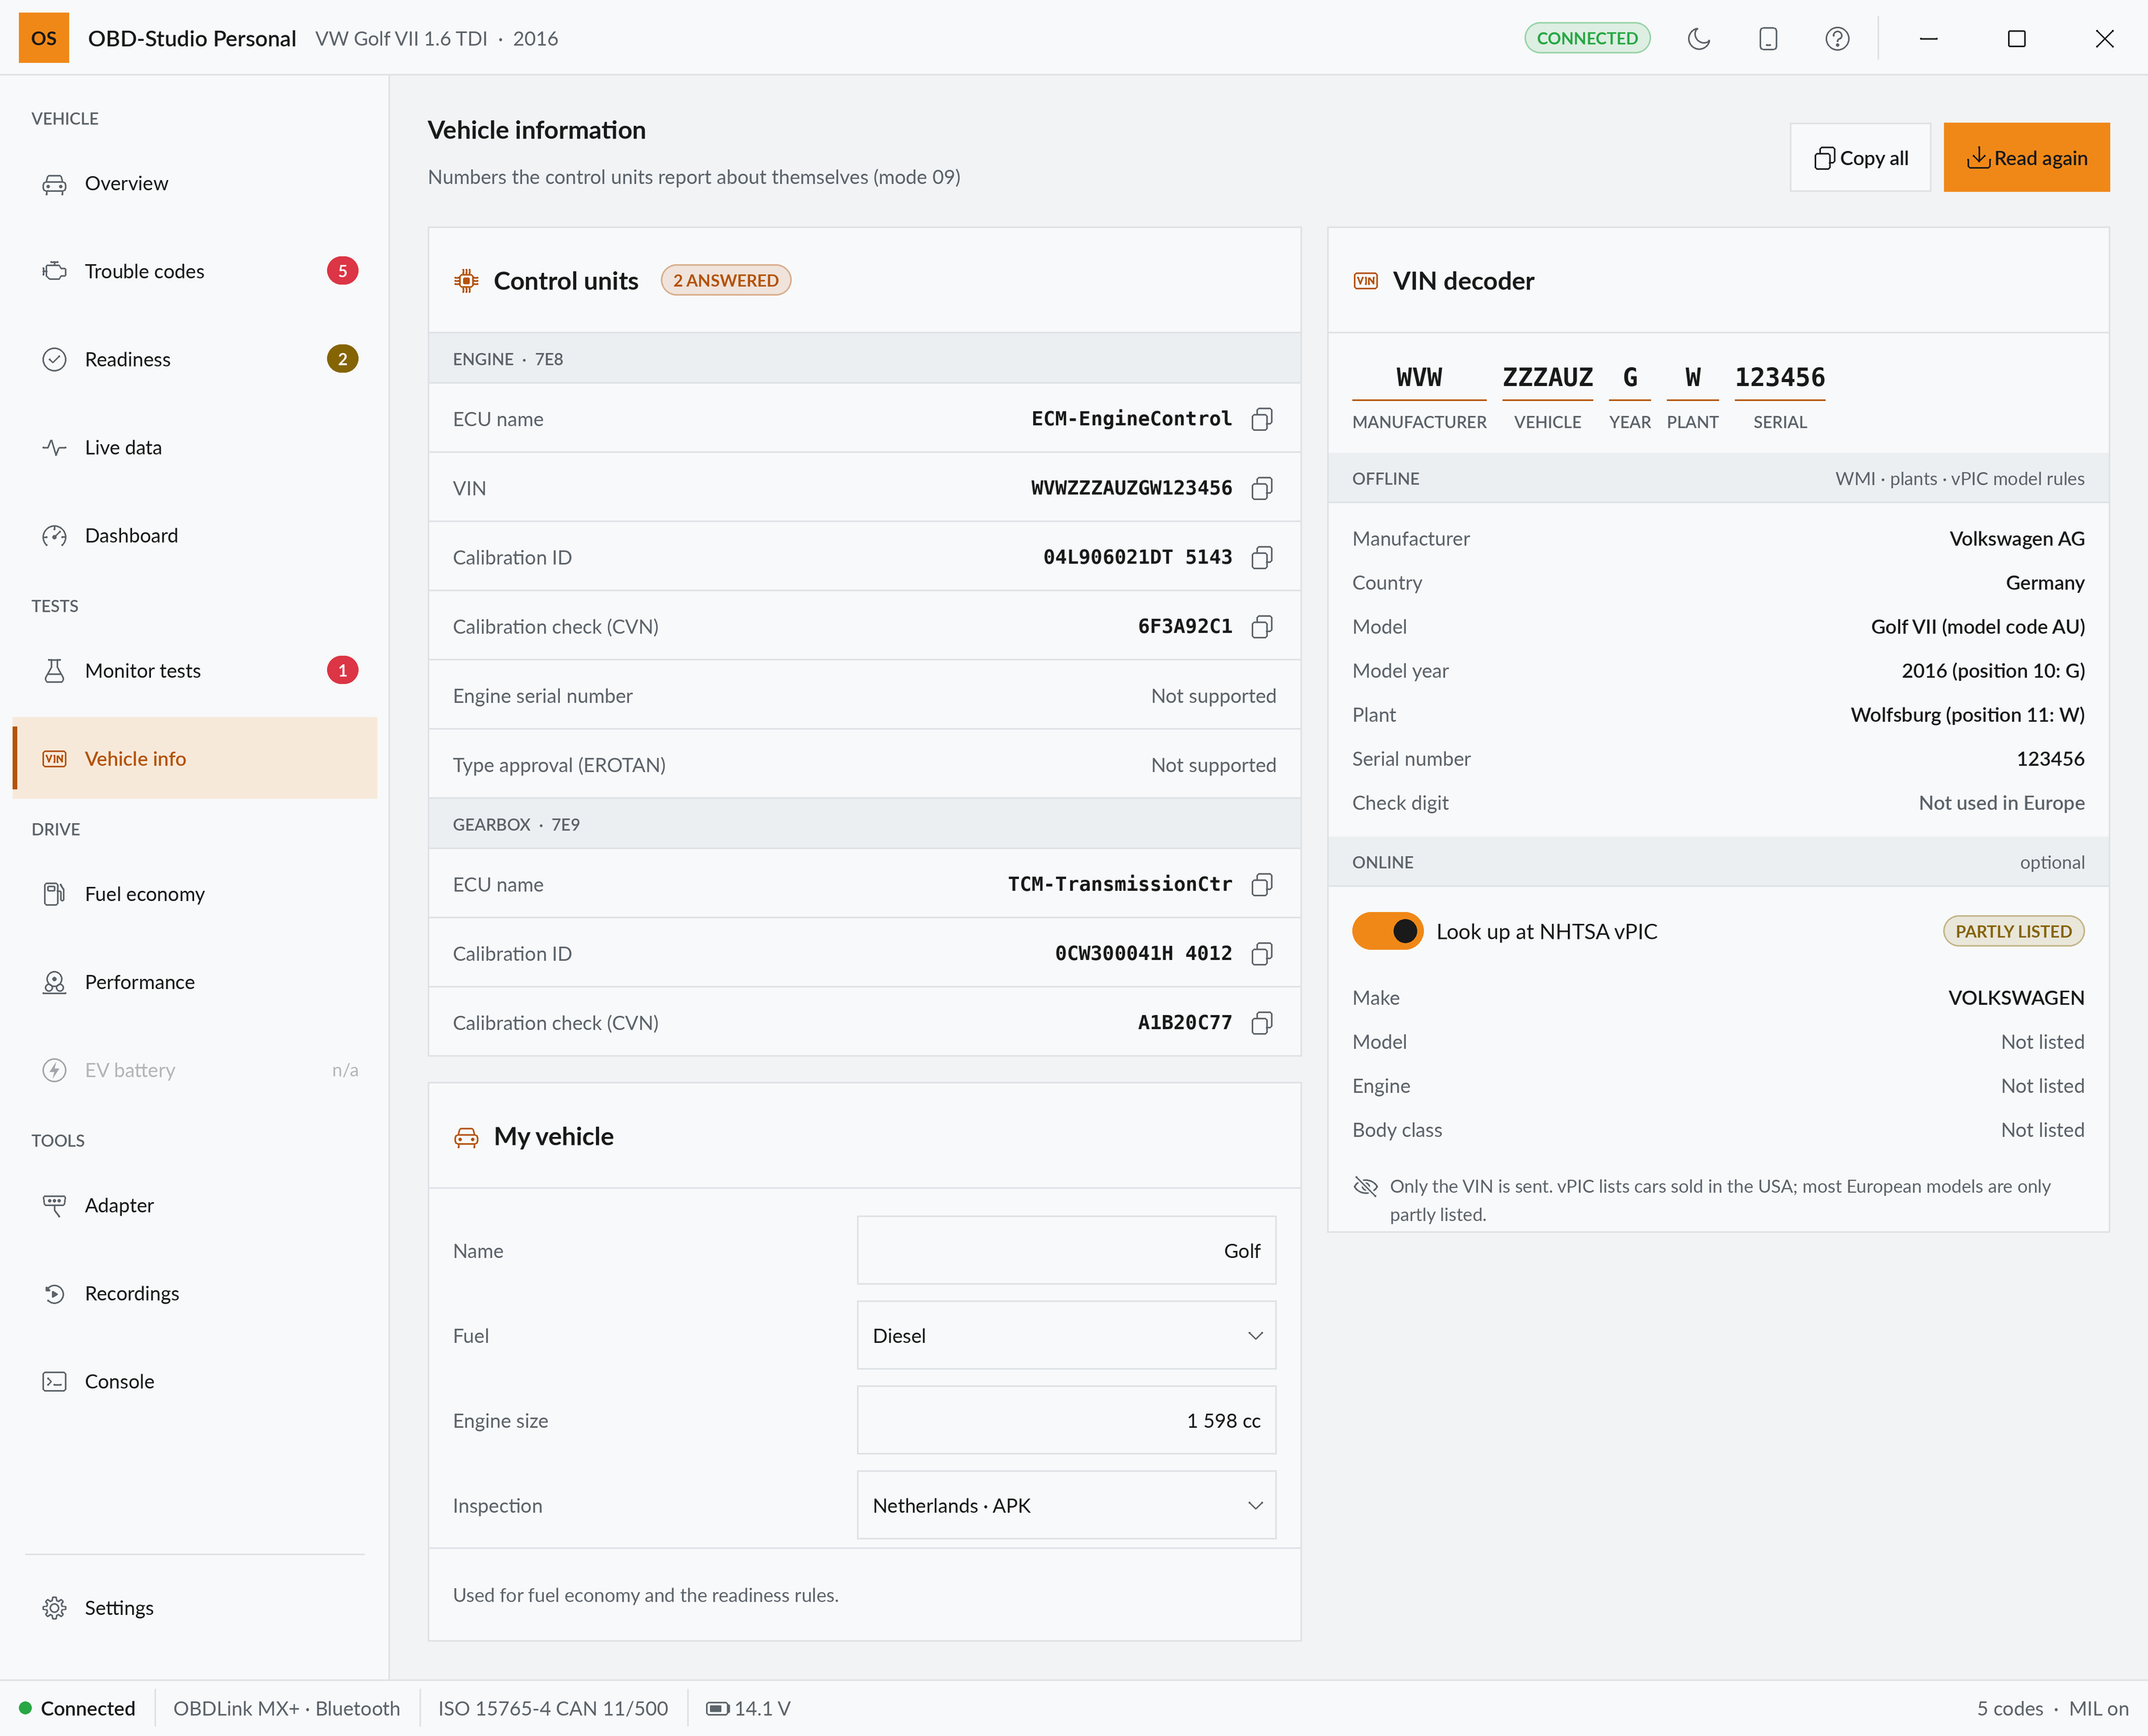 OS OBD-Studio Personal VW Golf VII 1.6 TDI · 2016 CONNECTED
VEHICLE
Overview
Trouble codes 5
Readiness 2
Live data
Dashboard
TESTS
Monitor tests 1
VIN Vehicle info
DRIVE
Fuel economy
Performance
EV battery n/a
TOOLS
Adapter
Recordings
Console
Settings
Vehicle information
Numbers the control units report about themselves (mode 09)
Copy all Read again
Control units 2 ANSWERED
ENGINE · 7E8
ECU name ECM-EngineControl
VIN WVWZZZAUZGW123456
Calibration ID 04L906021DT 5143
Calibration check (CVN) 6F3A92C1
Engine serial number Not supported
Type approval (EROTAN) Not supported
GEARBOX · 7E9
ECU name TCM-TransmissionCtr
Calibration ID 0CW300041H 4012
Calibration check (CVN) A1B20C77
My vehicle
Name Golf
Fuel Diesel
Engine size 1 598 cc
Inspection Netherlands · APK
Used for fuel economy and the readiness rules.
VIN VIN decoder
WVW ZZZAUZ G W 123456
MANUFACTURER VEHICLE YEAR PLANT SERIAL
OFFLINE WMI · plants · vPIC model rules
Manufacturer Volkswagen AG
Country Germany
Model Golf VII (model code AU)
Model year 2016 (position 10: G)
Plant Wolfsburg (position 11: W)
Serial number 123456
Check digit Not used in Europe
ONLINE optional
Look up at NHTSA vPIC PARTLY LISTED
Make VOLKSWAGEN
Model Not listed
Engine Not listed
Body class Not listed
Only the VIN is sent. vPIC lists cars sold in the USA; most European models are only
partly listed.
Connected OBDLink MX+ · Bluetooth ISO 15765-4 CAN 11/500 14.1 V 5 codes · MIL on